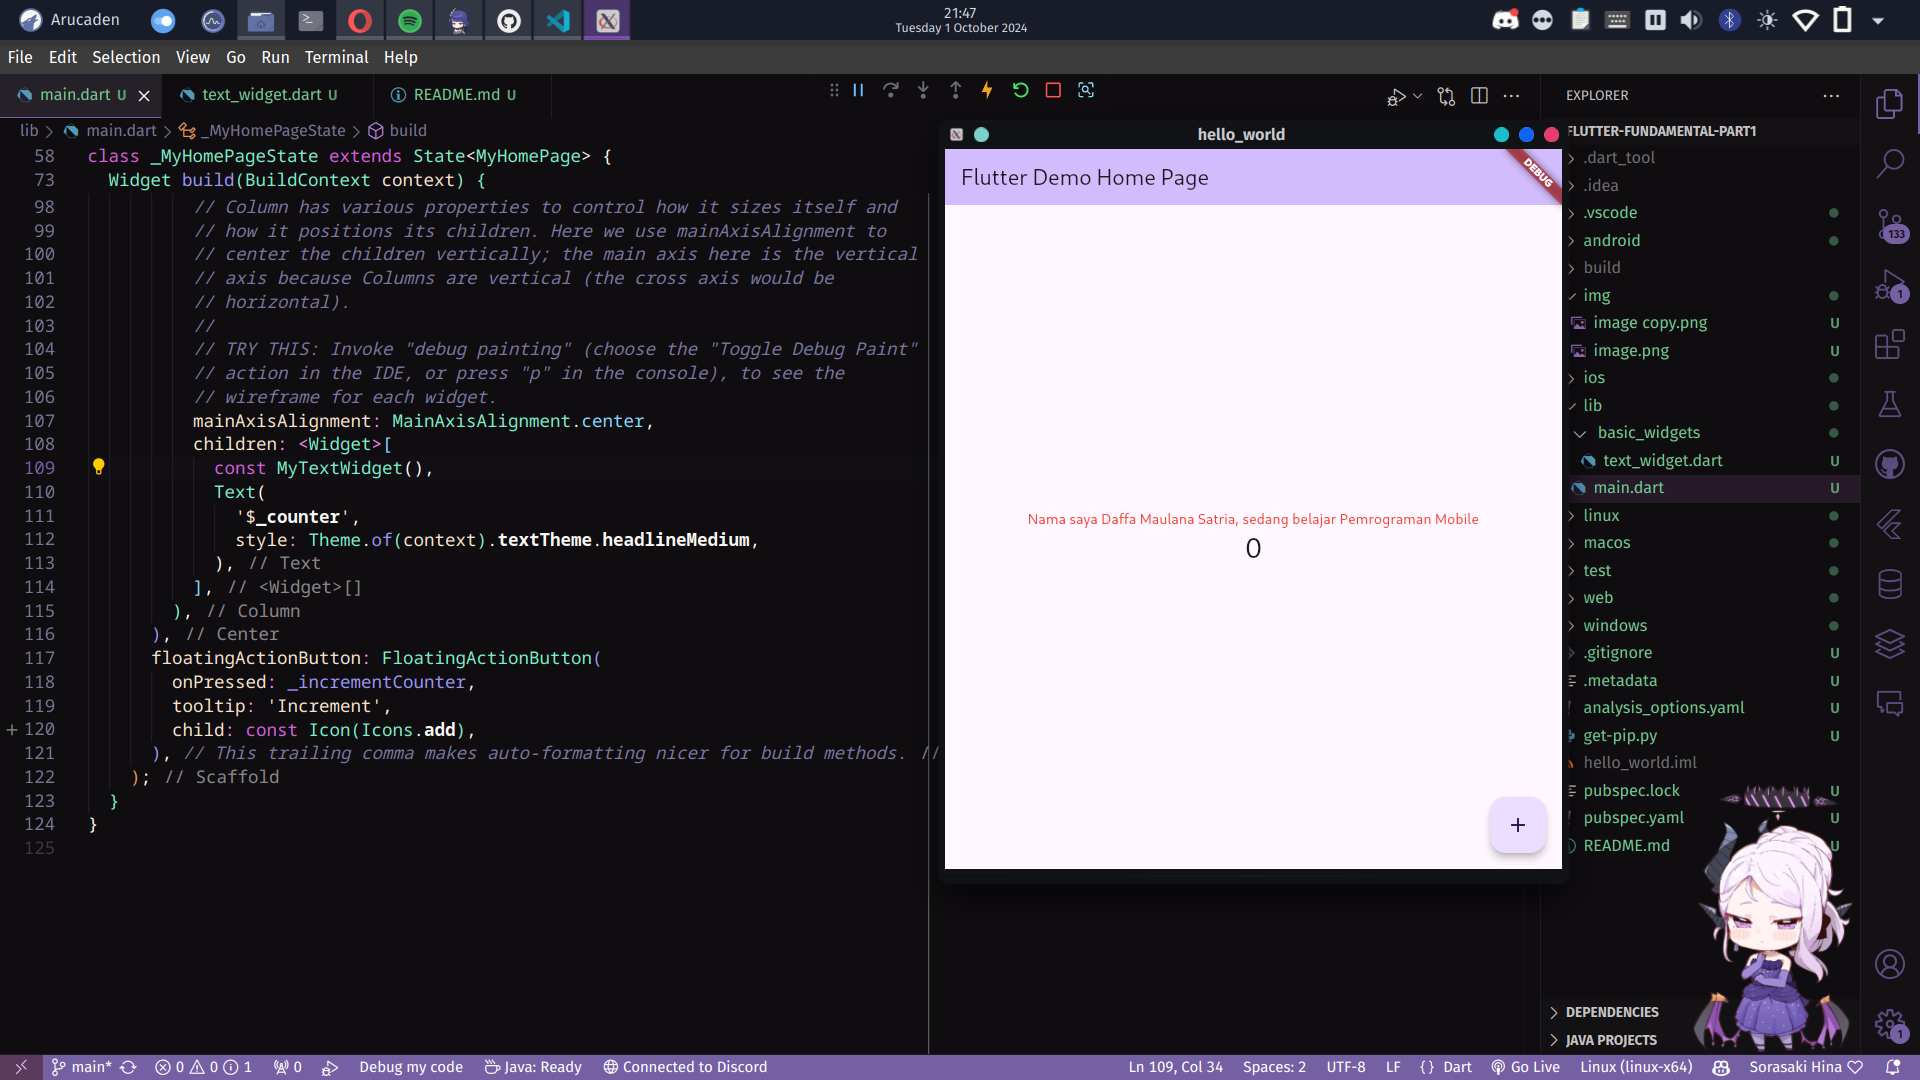 Arucaden
21:47
Tuesday 1 October 2024
File Edit Selection View Go Run Terminal Help
main.dart U
text_widget.dart U
README.md U
EXPLORER
lib > main.dart > _MyHomePageState > build
58 class _MyHomePageState extends State<MyHomePage> {
73 Widget build(BuildContext context) {
98 // Column has various properties to control how it sizes itself and
99 // how it positions its children. Here we use mainAxisAlignment to
100 // center the children vertically; the main axis here is the vertical
101 // axis because Columns are vertical (the cross axis would be
102 // horizontal).
103 //
104 // TRY THIS: Invoke "debug painting" (choose the "Toggle Debug Paint"
105 // action in the IDE, or press "p" in the console), to see the
106 // wireframe for each widget.
107 mainAxisAlignment: MainAxisAlignment.center,
108 children: <Widget>[
109 const MyTextWidget(),
110 Text(
111 '$_counter',
112 style: Theme.of(context).textTheme.headlineMedium,
113 ), // Text
114 ], // <Widget>[]
115 ), // Column
116 ), // Center
117 floatingActionButton: FloatingActionButton(
118 onPressed: _incrementCounter,
119 tooltip: 'Increment',
120 child: const Icon(Icons.add),
121 ), // This trailing comma makes auto-formatting nicer for build methods. //
122 ); // Scaffold
123 }
124 }
125
hello_world
Flutter Demo Home Page
DEBUG
Nama saya Daffa Maulana Satria, sedang belajar Pemrograman Mobile
0
+
FLUTTER-FUNDAMENTAL-PART1
.dart_tool
.idea
.vscode
android
build
img
image copy.png U
image.png U
ios
lib
basic_widgets
text_widget.dart U
main.dart U
linux
macos
test
web
windows
.gitignore U
.metadata U
analysis_options.yaml U
get-pip.py U
hello_world.iml
pubspec.lock U
pubspec.yaml U
README.md U
DEPENDENCIES
JAVA PROJECTS
133
1
1
main* 0 0 1 0 Debug my code Java: Ready Connected to Discord
Ln 109, Col 34 Spaces: 2 UTF-8 LF {} Dart Go Live Linux (linux-x64) Sorasaki Hina